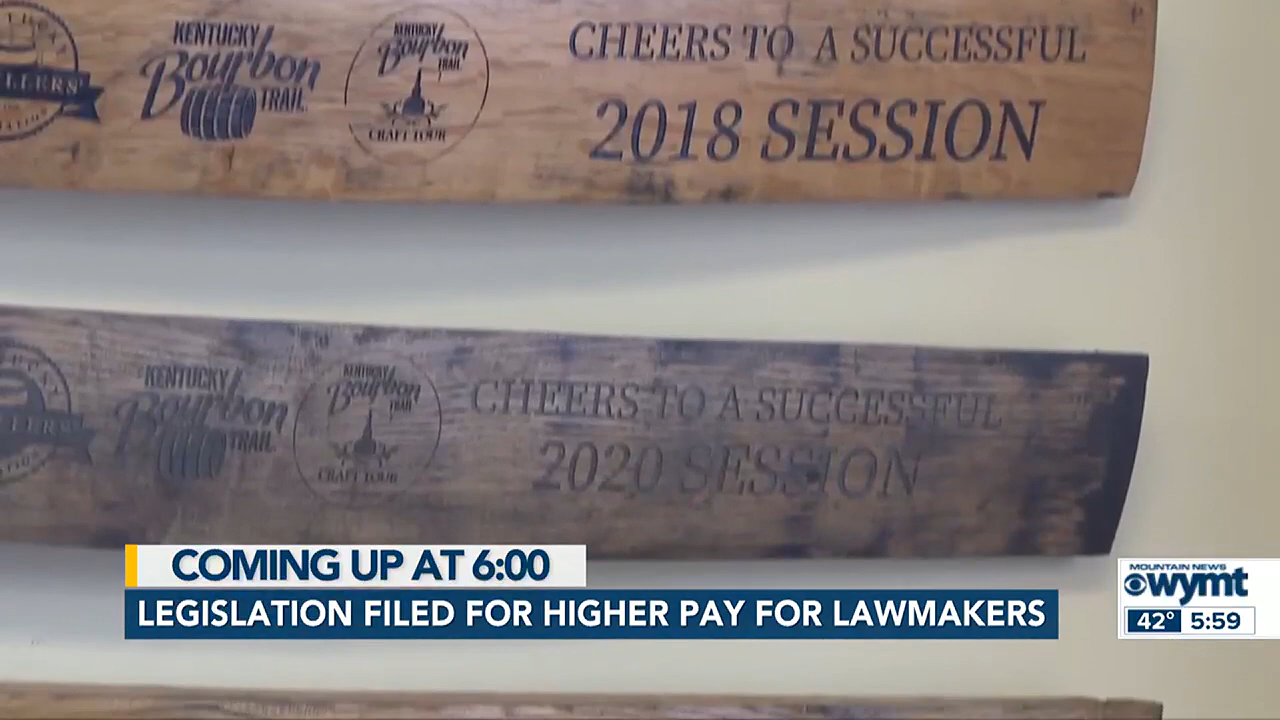 KENTUCKY
Bourbon
TRAIL
KENTUCKY
Bourbon
TRAIL
CRAFT TOUR
CHEERS TO A SUCCESSFUL
2018 SESSION
KENTUCKY
Bourbon
TRAIL
KENTUCKY
Bourbon
TRAIL
CRAFT TOUR
CHEERS TO A SUCCESSFUL
2020 SESSION
COMING UP AT 6:00
LEGISLATION FILED FOR HIGHER PAY FOR LAWMAKERS
MOUNTAIN NEWS
wymt
42° 5:59